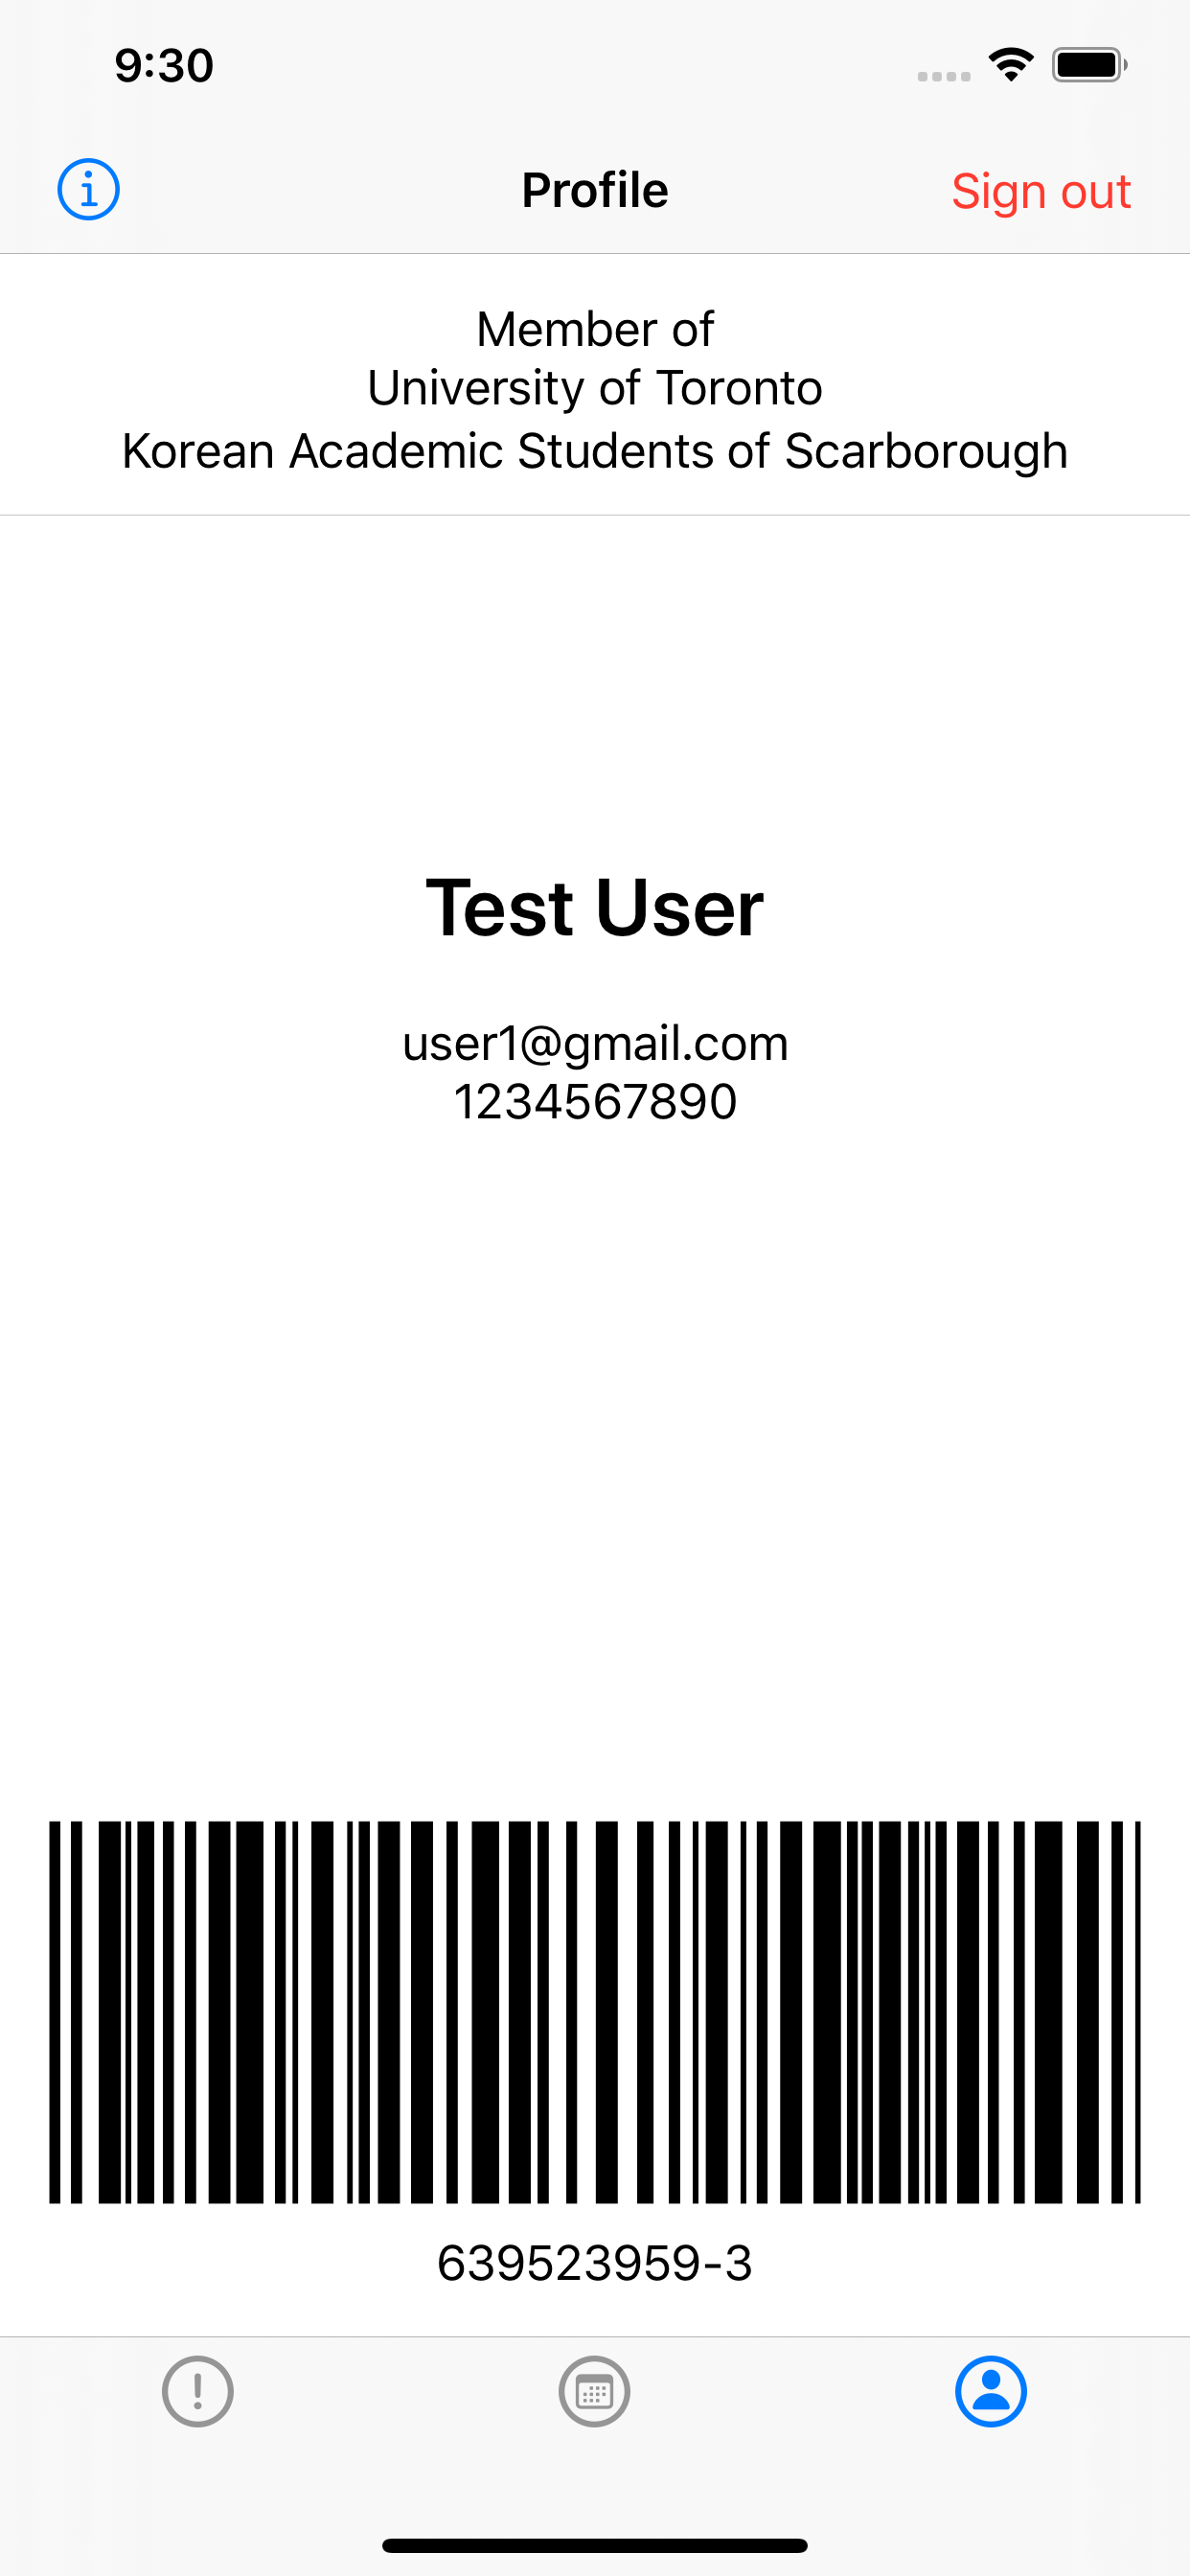 9:30
Profile
Sign out
Member of
University of Toronto
Korean Academic Students of Scarborough
Test User
user1@gmail.com
1234567890
639523959-3